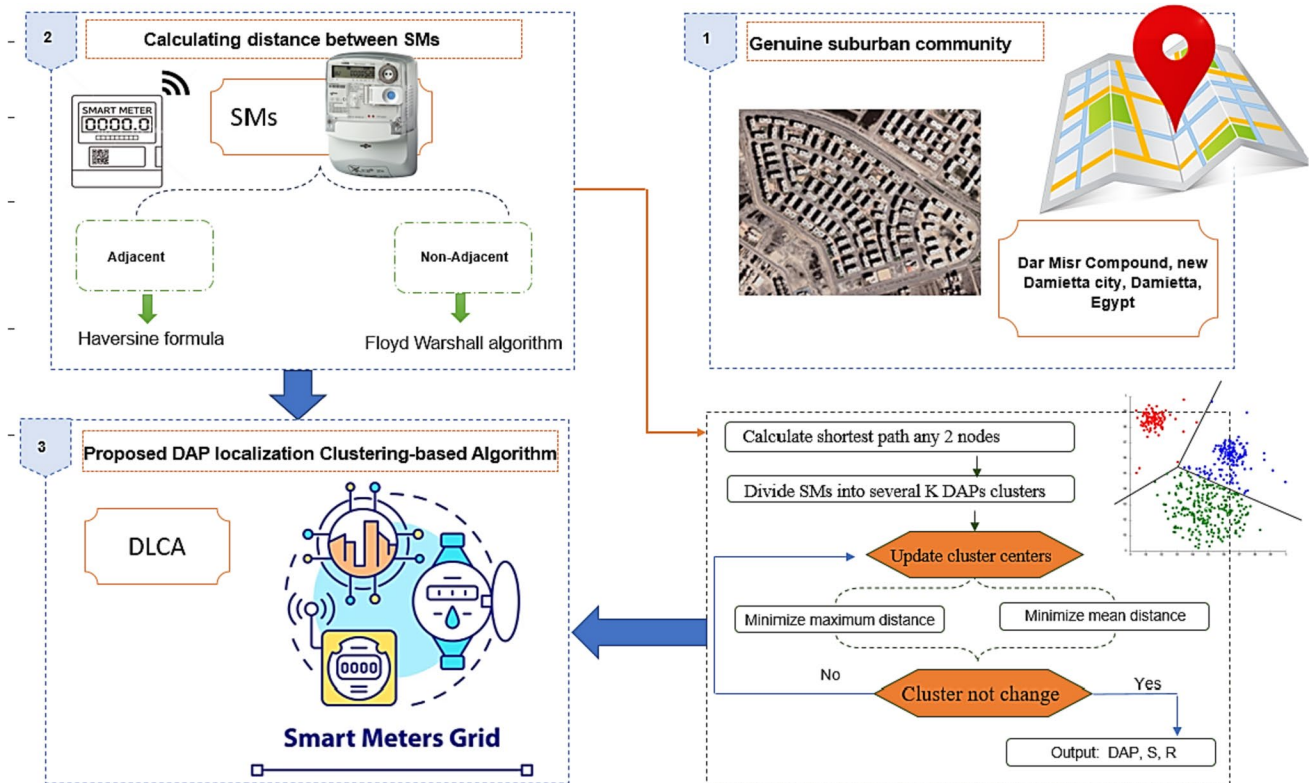 2
Calculating distance between SMs
SMART METER
0000.0
SMs
Adjacent
Non-Adjacent
Haversine formula
Floyd Warshall algorithm
1
Genuine suburban community
Dar Misr Compound, new
Damietta city, Damietta,
Egypt
3
Proposed DAP localization Clustering-based Algorithm
DLCA
0000
Smart Meters Grid
Calculate shortest path any 2 nodes
Divide SMs into several K DAPs clusters
Update cluster centers
Minimize maximum distance
Minimize mean distance
No
Cluster not change
Yes
Output: DAP, S, R